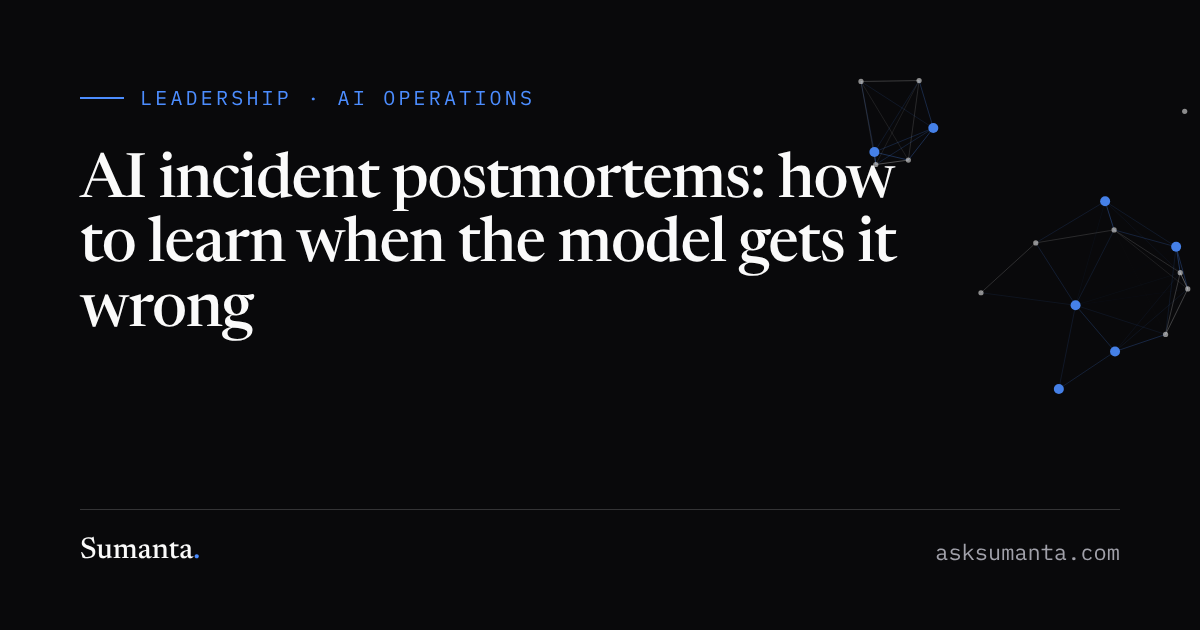 LEADERSHIP · AI OPERATIONS
AI incident postmortems: how
to learn when the model gets it
wrong
Sumanta.
asksumanta.com